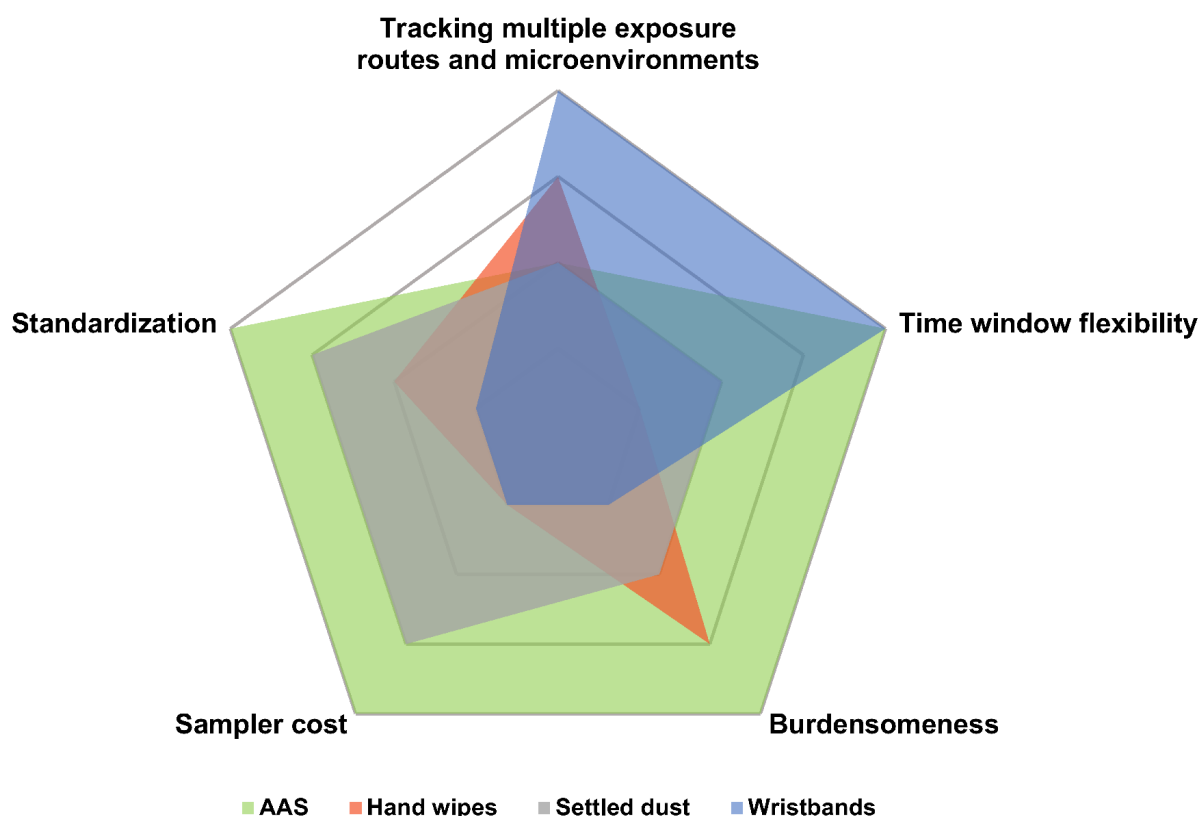 Tracking multiple exposure
routes and microenvironments
Standardization
Time window flexibility
Sampler cost
Burdensomeness
AAS
Hand wipes
Settled dust
Wristbands